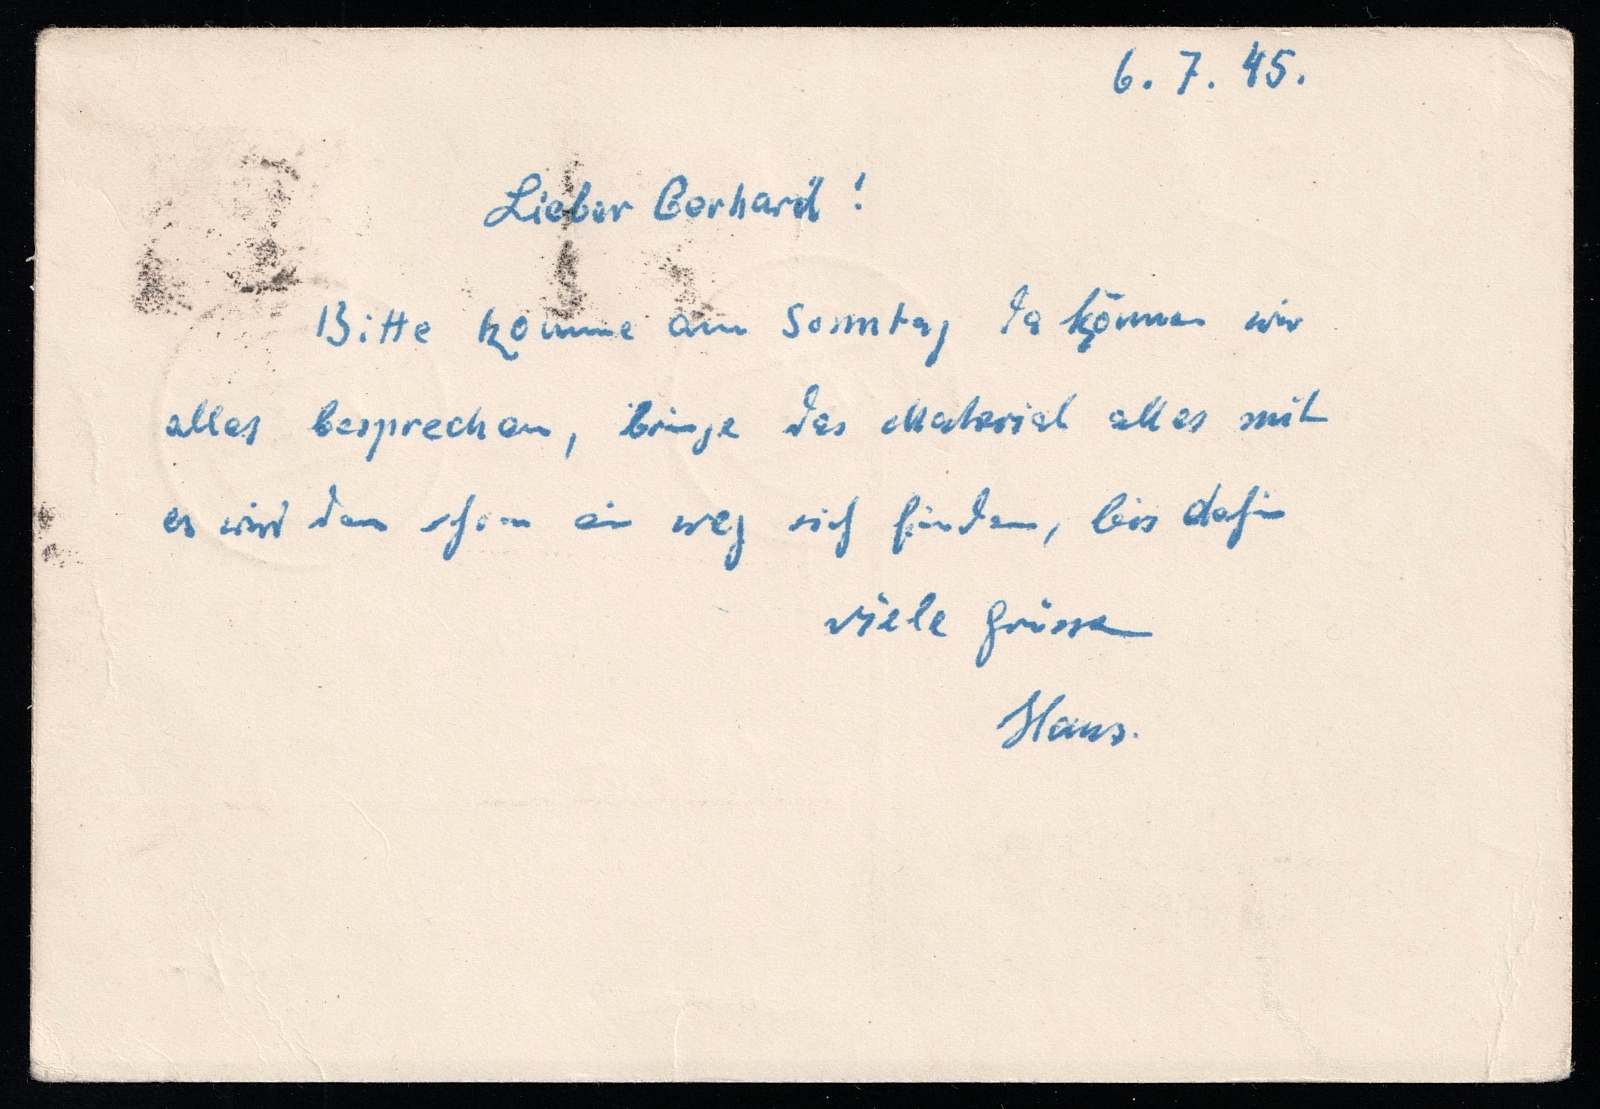 6. 7. 45.
Lieber Gerhard!
Bitte komme am Sonntag da können wir
alles besprechen, bringe das Material alles mit
es wird dan schon ein weg sich finden, bis dahin
viele Grüsse
Hans.